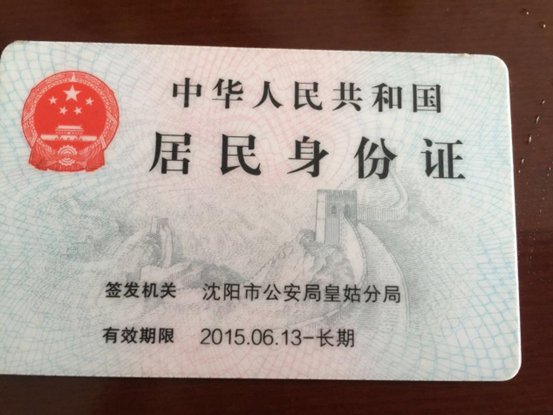 中华人民共和国
居民身份证
签发机关 沈阳市公安局皇姑分局
有效期限 2015.06.13-长期